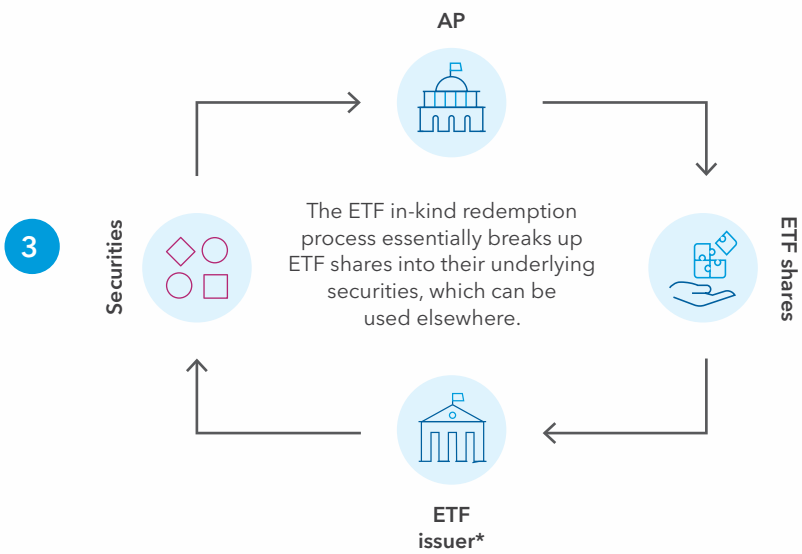 AP
3
Securities
The ETF in-kind redemption
process essentially breaks up
ETF shares into their underlying
securities, which can be
used elsewhere.
ETF shares
ETF
issuer*